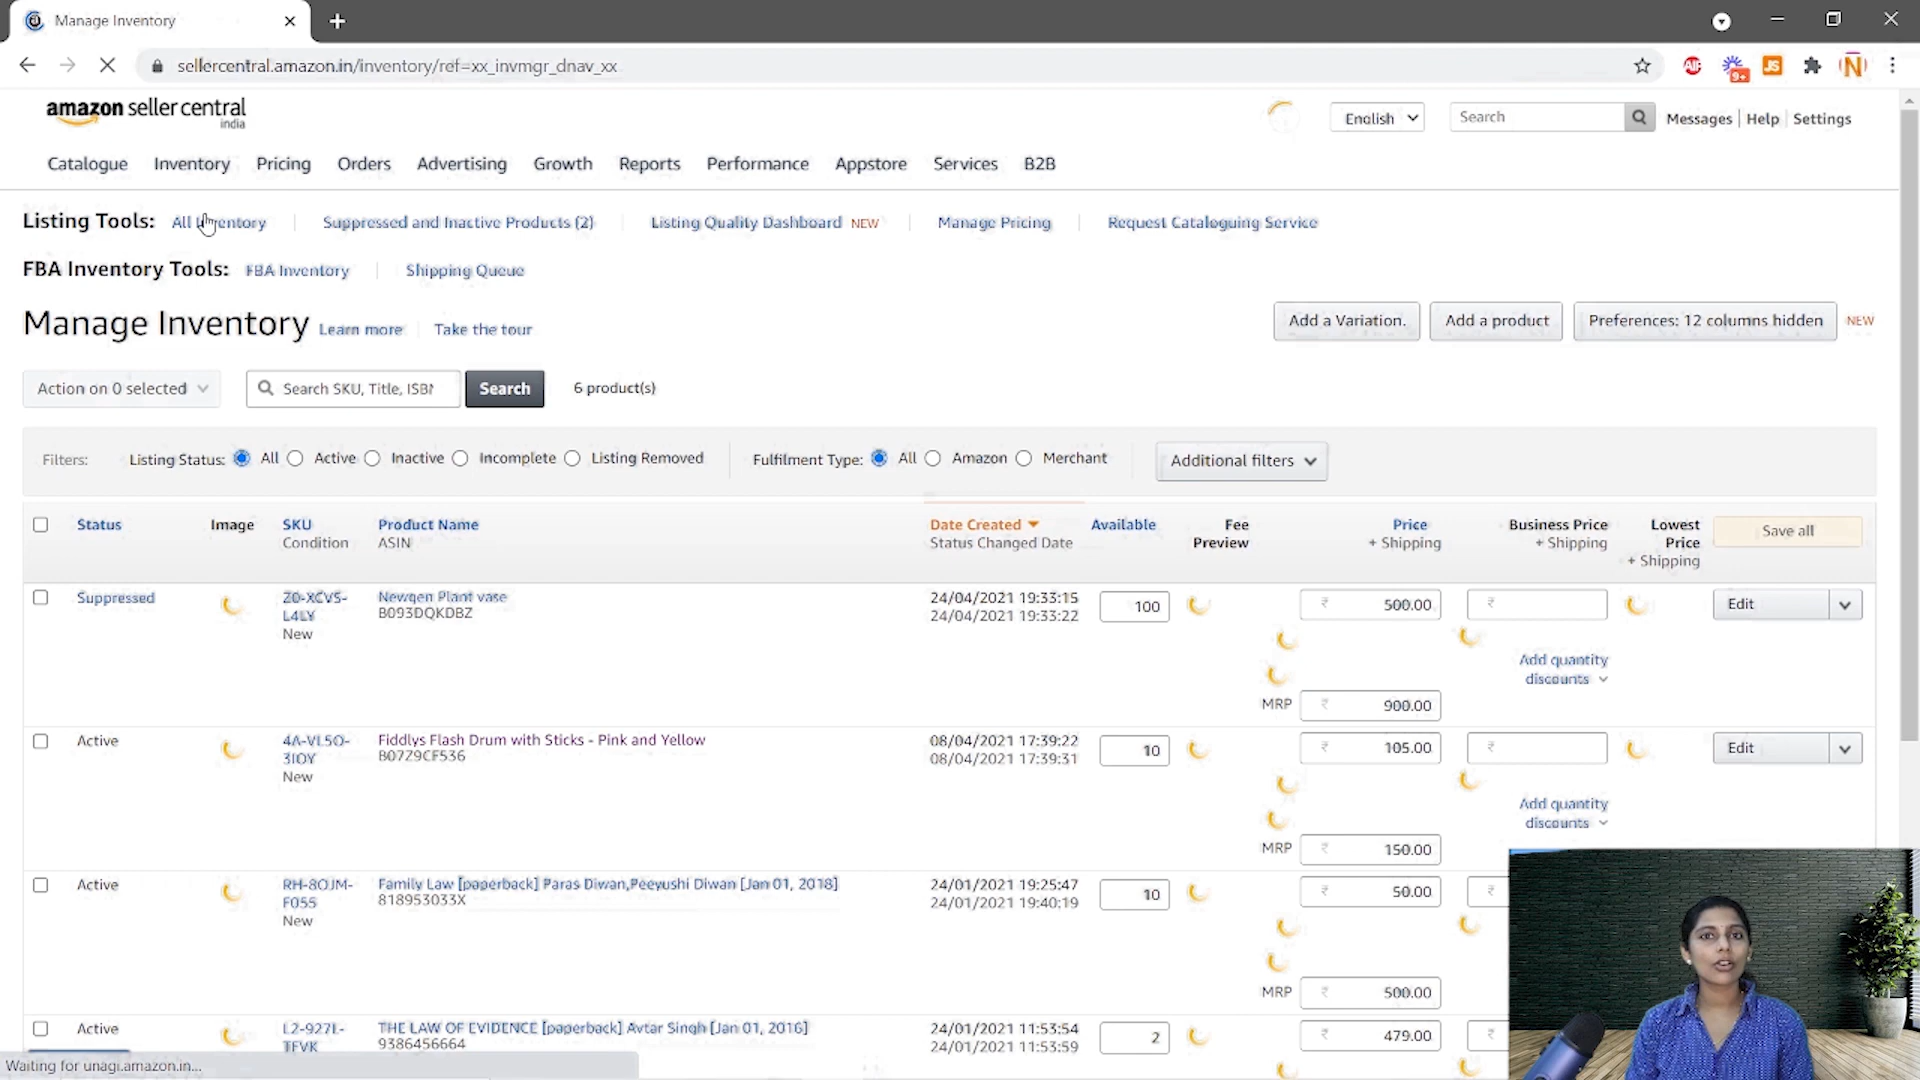 Manage Inventory
sellercentral.amazon.in/inventory/ref=xx_invmgr_dnav_xx
9+
JS
N
amazon seller central
india
English
Search
Messages | Help | Settings
Catalogue Inventory Pricing Orders Advertising Growth Reports Performance Appstore Services B2B
Listing Tools: All Inventory | Suppressed and Inactive Products (2) | Listing Quality Dashboard NEW | Manage Pricing | Request Cataloguing Service
FBA Inventory Tools: FBA Inventory | Shipping Queue
Manage Inventory Learn more | Take the tour
Add a Variation. Add a product Preferences: 12 columns hidden NEW
Action on 0 selected Search SKU, Title, ISBN Search 6 product(s)
Filters: Listing Status: All Active Inactive Incomplete Listing Removed Fulfilment Type: All Amazon Merchant Additional filters
Status Image SKU Product Name Date Created Available Fee Price Business Price Lowest Save all
Condition ASIN Status Changed Date Preview + Shipping + Shipping Price
+ Shipping
Suppressed Z0-XCVS- Newgen Plant vase 24/04/2021 19:33:15 100 ₹ 500.00 ₹ Edit
L4LY B093DQKDBZ 24/04/2021 19:33:22
New
Add quantity
discounts
MRP ₹ 900.00
Active 4A-VL5O- Fiddlys Flash Drum with Sticks - Pink and Yellow 08/04/2021 17:39:22 10 ₹ 105.00 Edit
3IOY B07Z9CF536 08/04/2021 17:39:31
New
Add quantity
discounts
MRP ₹ 150.00
Active RH-8OJM- Family Law [paperback] Paras Diwan,Peeyushi Diwan [Jan 01, 2018] 24/01/2021 19:25:47 10 ₹ 50.00 ₹
F055 818953033X 24/01/2021 19:40:19
New
MRP ₹ 500.00
Active L2-927L- THE LAW OF EVIDENCE [paperback] Avtar Singh [Jan 01, 2016] 24/01/2021 11:53:54 2 ₹ 479.00 ₹
TFVK 9386456664 24/01/2021 11:53:59
Waiting for unagi.amazon.in...